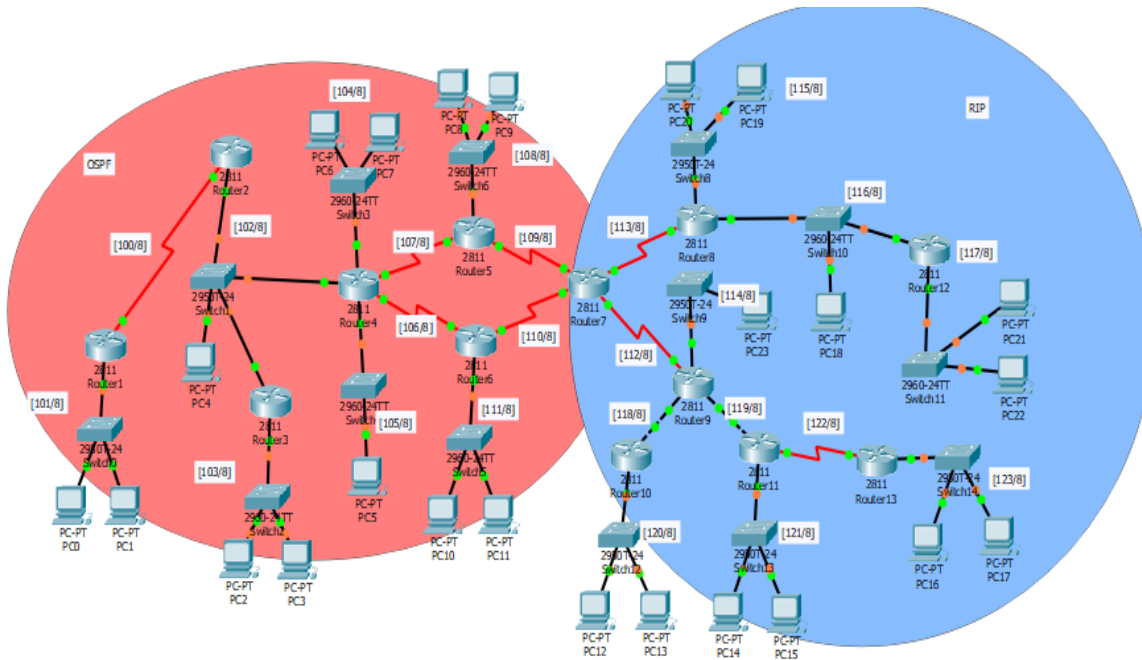 OSPF
RIP
[104/8]
PC-PT
PC8
PC-PT
PC9
PC-PT
PC6
PC-PT
PC7
[108/8]
2811
Router2
2960-24TT
Switch3
2960-24TT
Switch6
[100/8]
[102/8]
[107/8]
2811
Router5
[109/8]
2950T-24
2811
Router4
[106/8]
2811
Router7
[110/8]
2811
Router1
PC-PT
PC4
2811
Router6
[101/8]
2811
Router3
2960-24TT
[105/8]
[111/8]
2960-24TT
Switch5
Switch0
[103/8]
2960-24TT
Switch2
PC-PT
PC5
PC-PT
PC0
PC-PT
PC1
PC-PT
PC10
PC-PT
PC11
PC-PT
PC2
PC-PT
PC3
PC-PT
PC20
PC-PT
PC19
[115/8]
2950T-24
Switch8
[116/8]
[113/8]
2811
Router8
2960-24TT
Switch10
[117/8]
2811
Router12
2950T-24
Switch9
[114/8]
PC-PT
PC23
PC-PT
PC18
PC-PT
PC21
[112/8]
2960-24TT
Switch11
PC-PT
PC22
2811
Router9
[118/8]
[119/8]
[122/8]
2811
Router10
2811
Router11
2811
Router13
2950T-24
Switch14
[123/8]
[120/8]
2950T-24
Switch12
[121/8]
2950T-24
Switch13
PC-PT
PC16
PC-PT
PC17
PC-PT
PC12
PC-PT
PC13
PC-PT
PC14
PC-PT
PC15